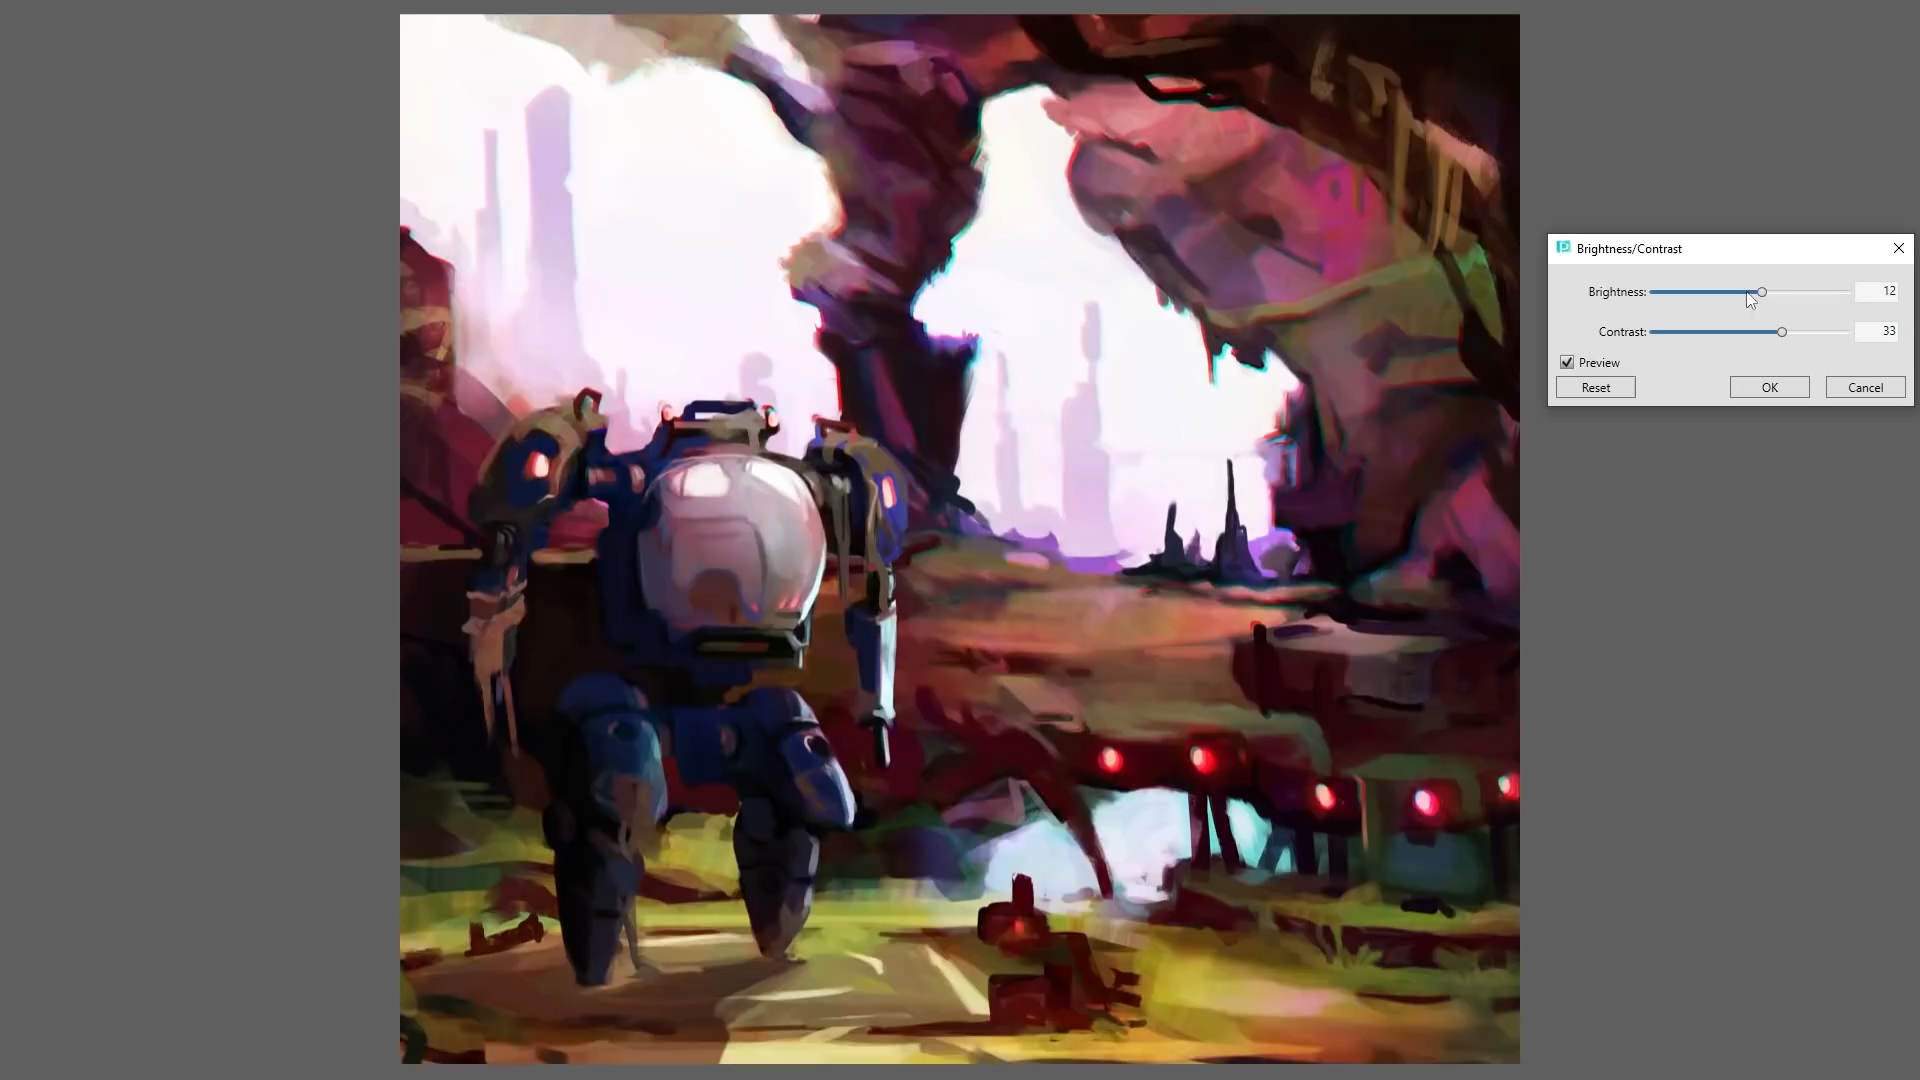 Brightness/Contrast
Brightness: 12
Contrast: 33
Preview
Reset OK Cancel